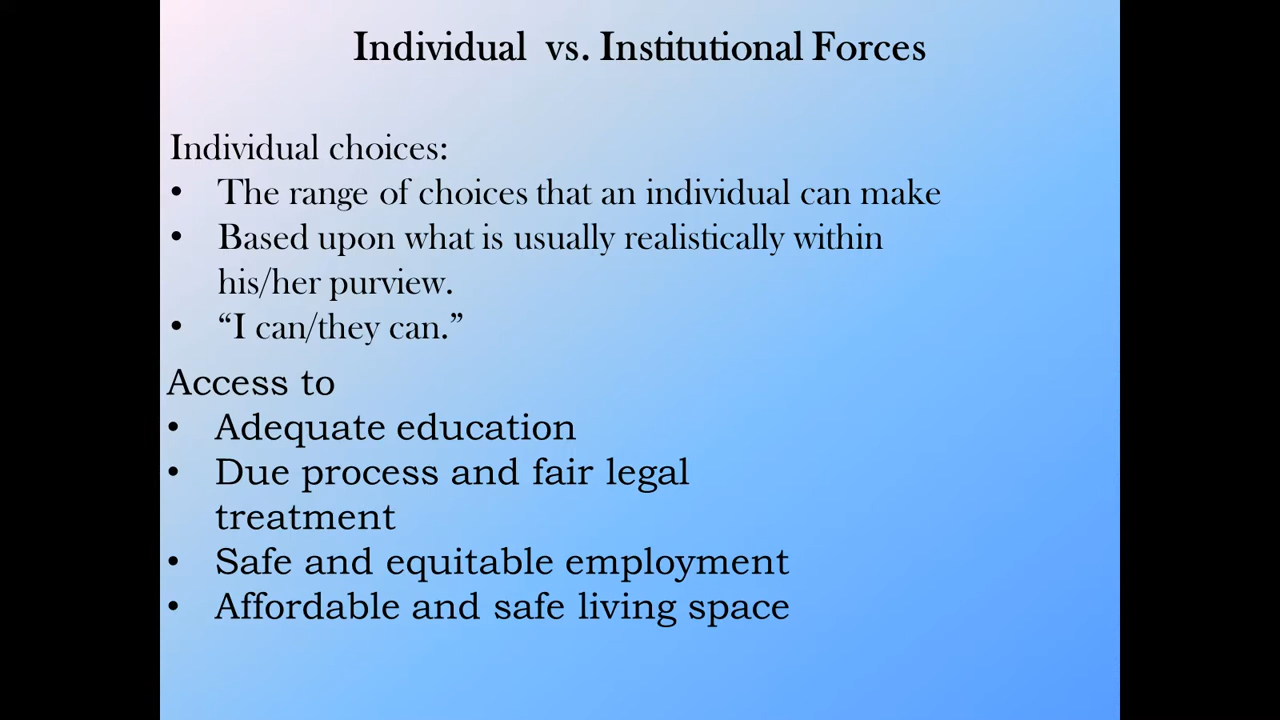 Individual vs. Institutional Forces
Individual choices:
• The range of choices that an individual can make
• Based upon what is usually realistically within
his/her purview.
• “I can/they can.”
Access to
• Adequate education
• Due process and fair legal
treatment
• Safe and equitable employment
• Affordable and safe living space